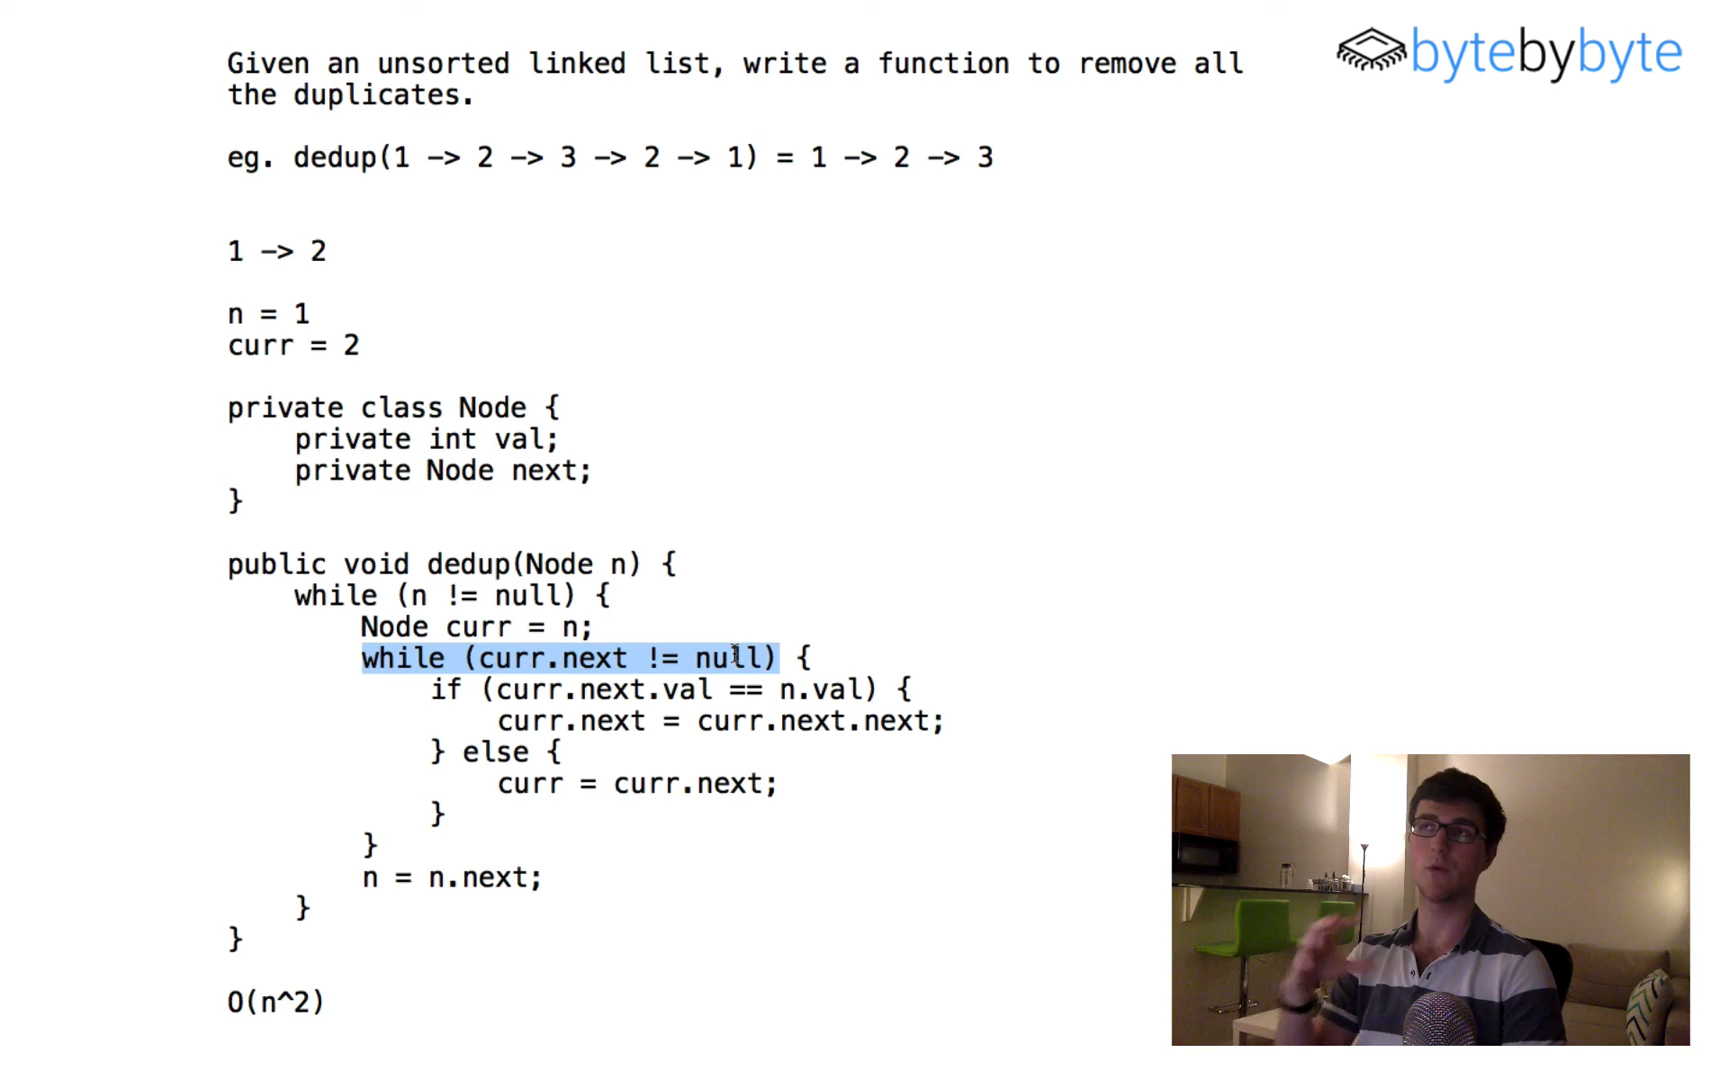 bytebybyte
Given an unsorted linked list, write a function to remove all
the duplicates.
eg. dedup(1 -> 2 -> 3 -> 2 -> 1) = 1 -> 2 -> 3
1 -> 2
n = 1
curr = 2
private class Node {
    private int val;
    private Node next;
}
public void dedup(Node n) {
    while (n != null) {
        Node curr = n;
        while (curr.next != null) {
            if (curr.next.val == n.val) {
                curr.next = curr.next.next;
            } else {
                curr = curr.next;
            }
        }
        n = n.next;
    }
}
O(n^2)